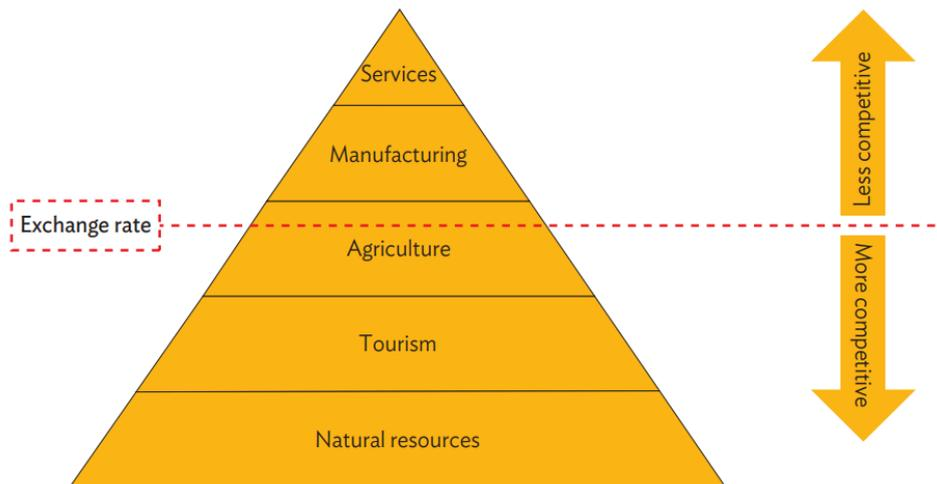 Services
Manufacturing
Exchange rate
Agriculture
Tourism
Natural resources
Less competitive
More competitive